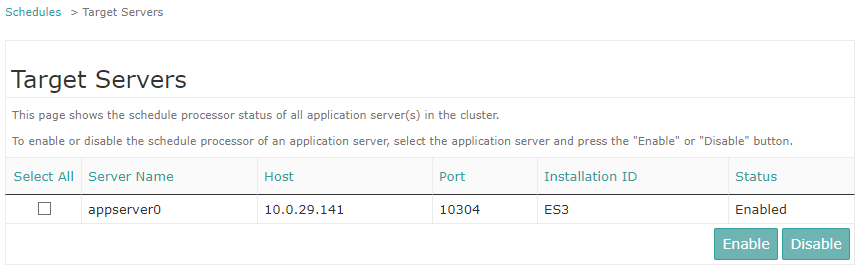 Schedules > Target Servers
Target Servers
This page shows the schedule processor status of all application server(s) in the cluster.
To enable or disable the schedule processor of an application server, select the application server and press the "Enable" or "Disable" button.
Select All Server Name Host Port Installation ID Status
appserver0 10.0.29.141 10304 ES3 Enabled
Enable Disable